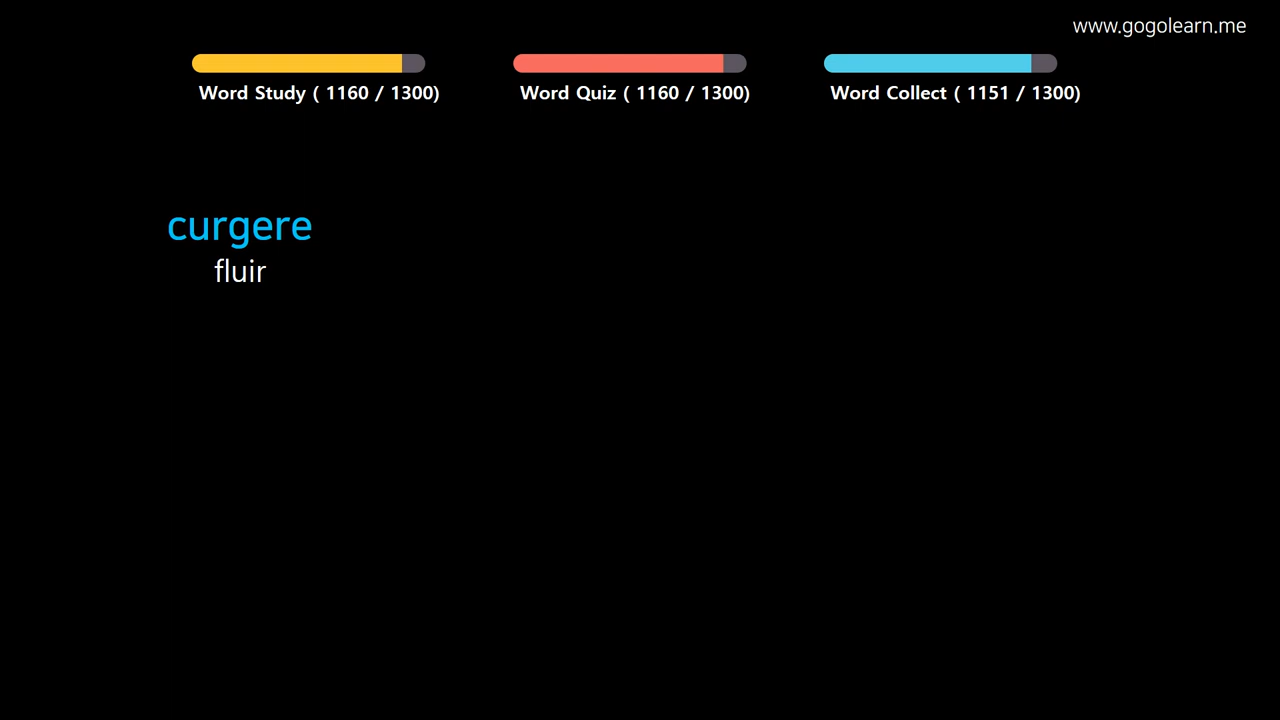 www.gogolearn.me
Word Study ( 1160 / 1300)
Word Quiz ( 1160 / 1300)
Word Collect ( 1151 / 1300)
curgere
fluir